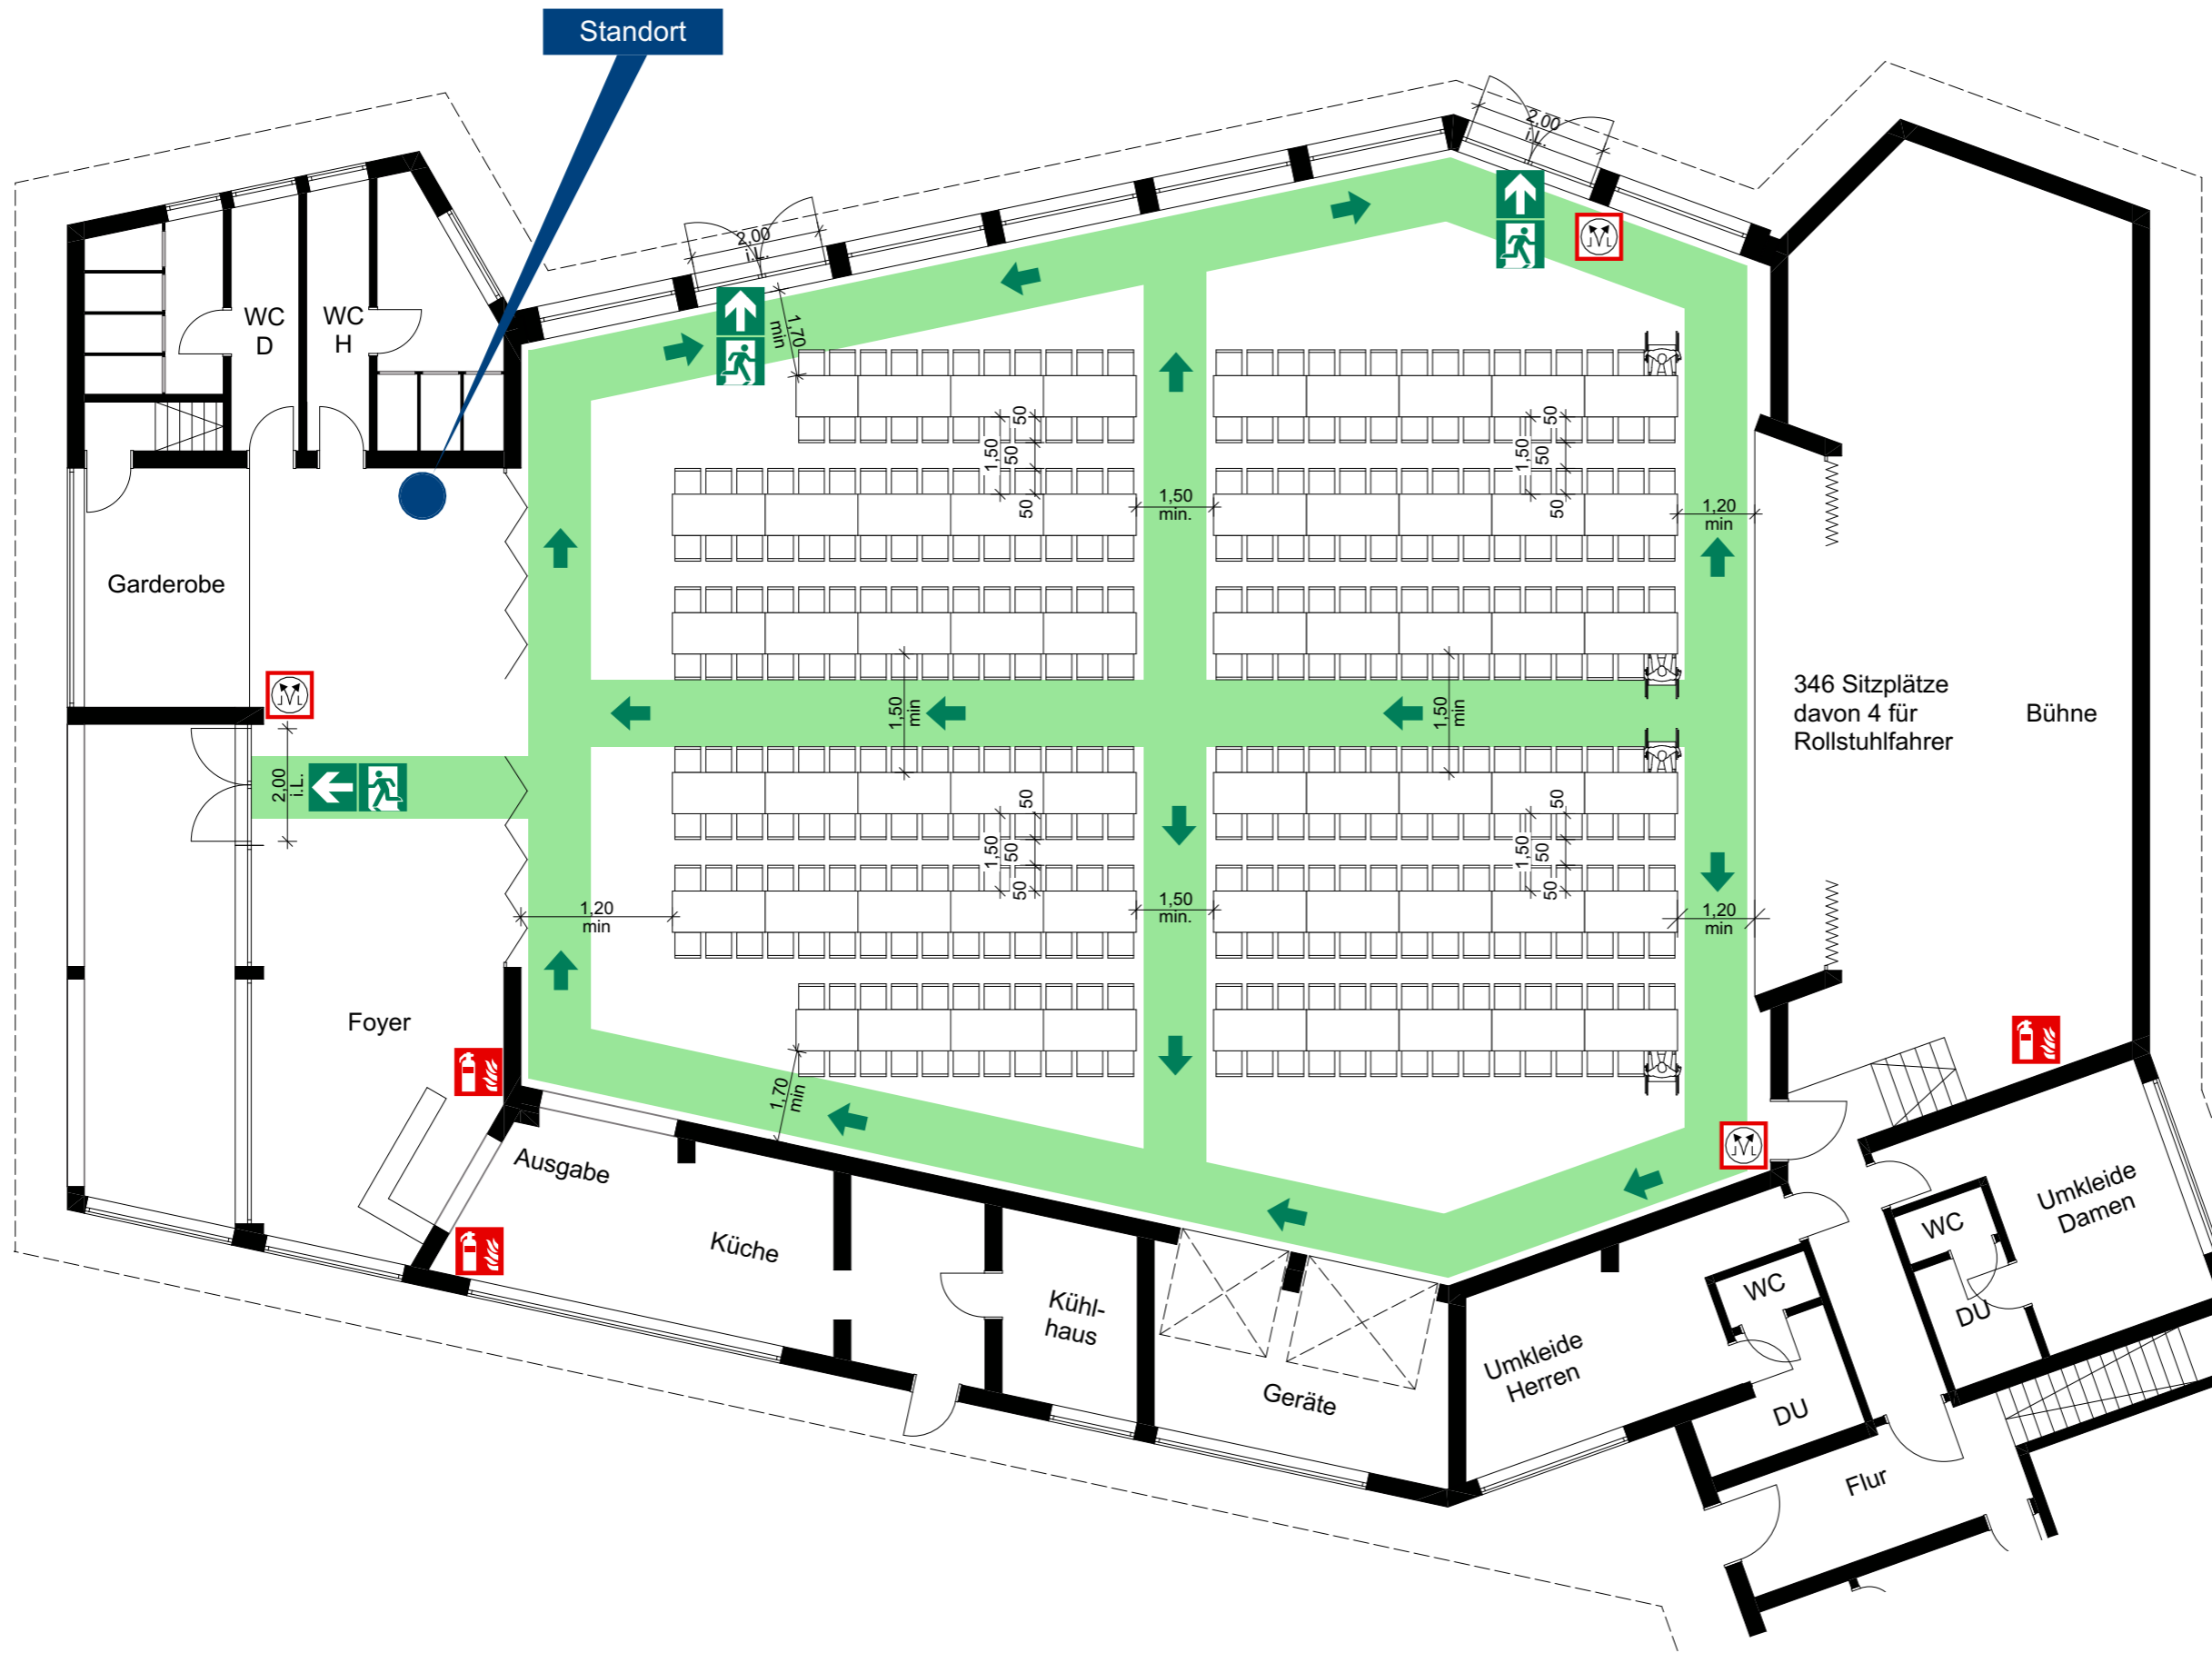 Standort
2,00
i.L.
2,00
i.L.
WC
D
WC
H
1,70
min
50
1,50
50
50
50
1,50
50
50
1,50
min.
1,20
min
Garderobe
346 Sitzplätze
davon 4 für
Rollstuhlfahrer
Bühne
1,50
min
1,50
min
2,00
i.L.
50
1,50
50
50
50
1,50
50
50
1,20
min
1,50
min.
1,20
min
Foyer
1,70
min
Ausgabe
Küche
Kühl-
haus
Geräte
Umkleide
Herren
WC
DU
Umkleide
Damen
WC
DU
Flur